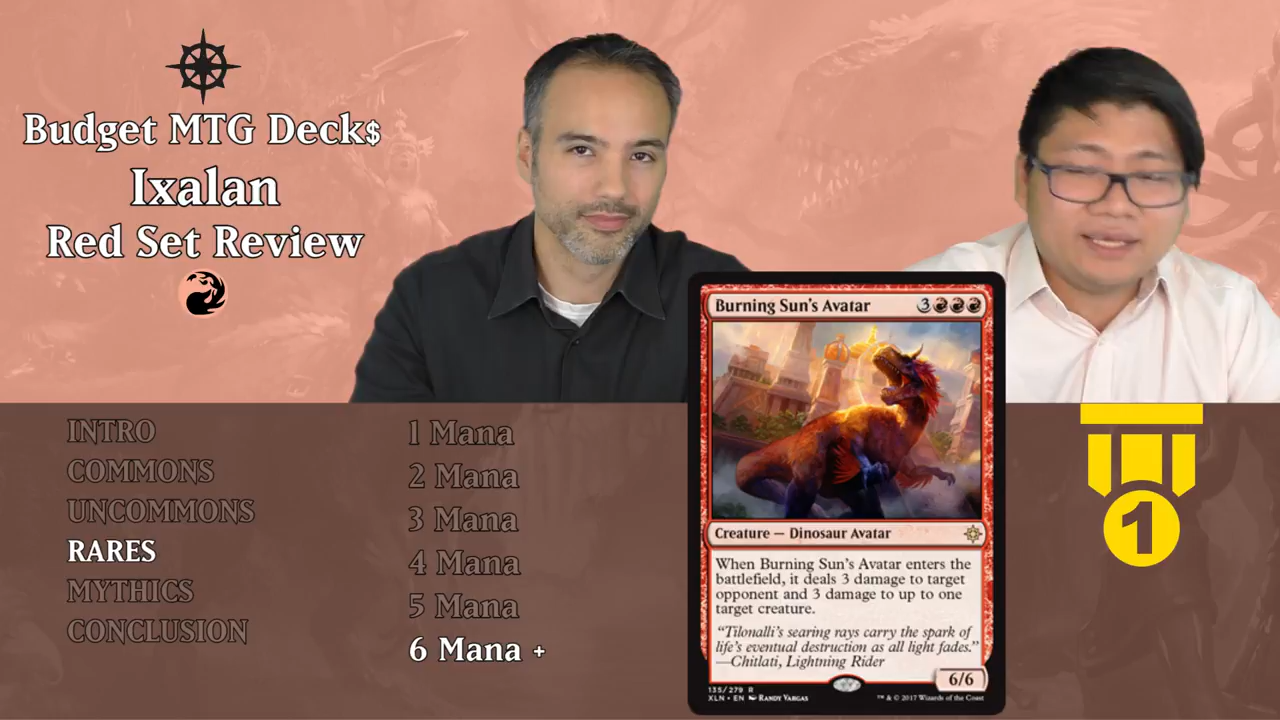 Budget MTG Deck$
Ixalan
Red Set Review
INTRO
COMMONS
UNCOMMONS
RARES
MYTHICS
CONCLUSION
1 Mana
2 Mana
3 Mana
4 Mana
5 Mana
6 Mana +
Burning Sun's Avatar 3
Creature — Dinosaur Avatar
When Burning Sun's Avatar enters the
battlefield, it deals 3 damage to target
opponent and 3 damage to up to one
target creature.
“Tilonalli's searing rays carry the spark of
life's eventual destruction as all light fades.”
—Chitlati, Lightning Rider
6/6
135/279 R
XLN • EN Randy Vargas
™ & © 2017 Wizards of the Coast
1